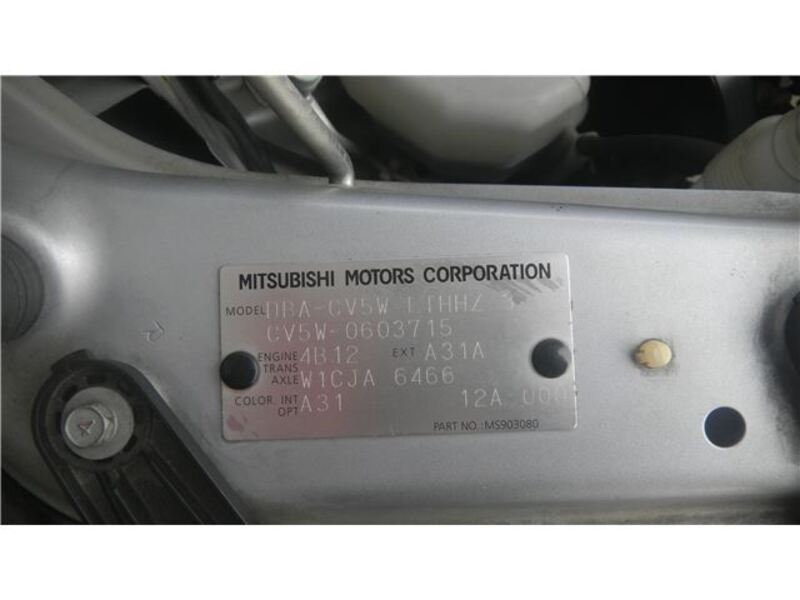 MITSUBISHI MOTORS CORPORATION
MODEL DBA-CV5W LTHHZ 3
CV5W-0603715
ENGINE 4B12 EXT A31A
TRANS AXLE W1CJA 6466
COLOR, INT OPT A31 12A
PART NO.:MS903080